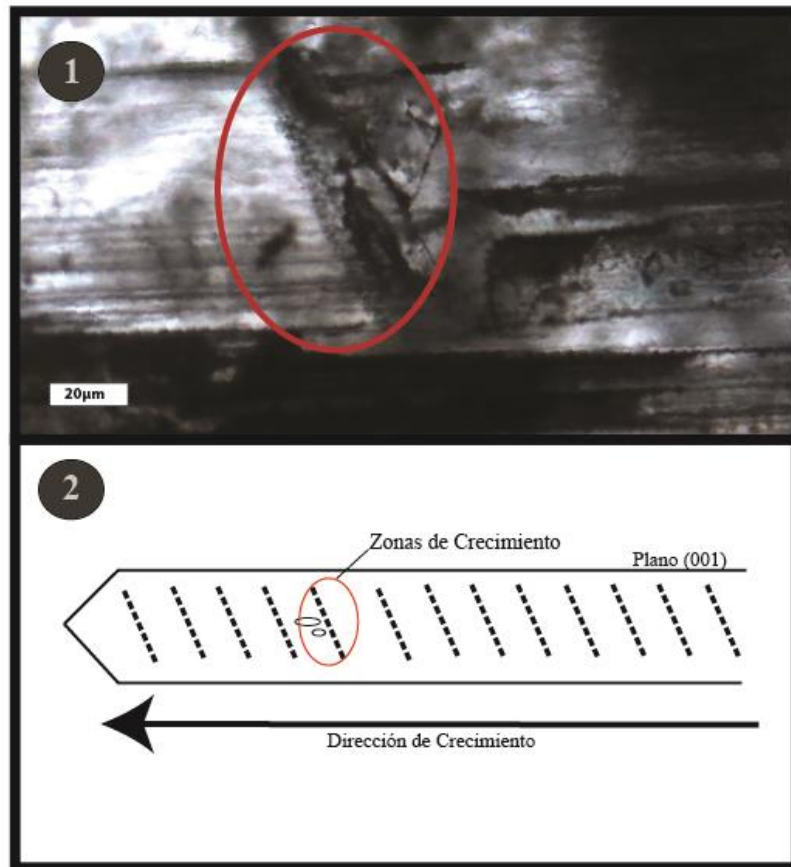 1
20µm
2
Zonas de Crecimiento
Plano (001)
Dirección de Crecimiento